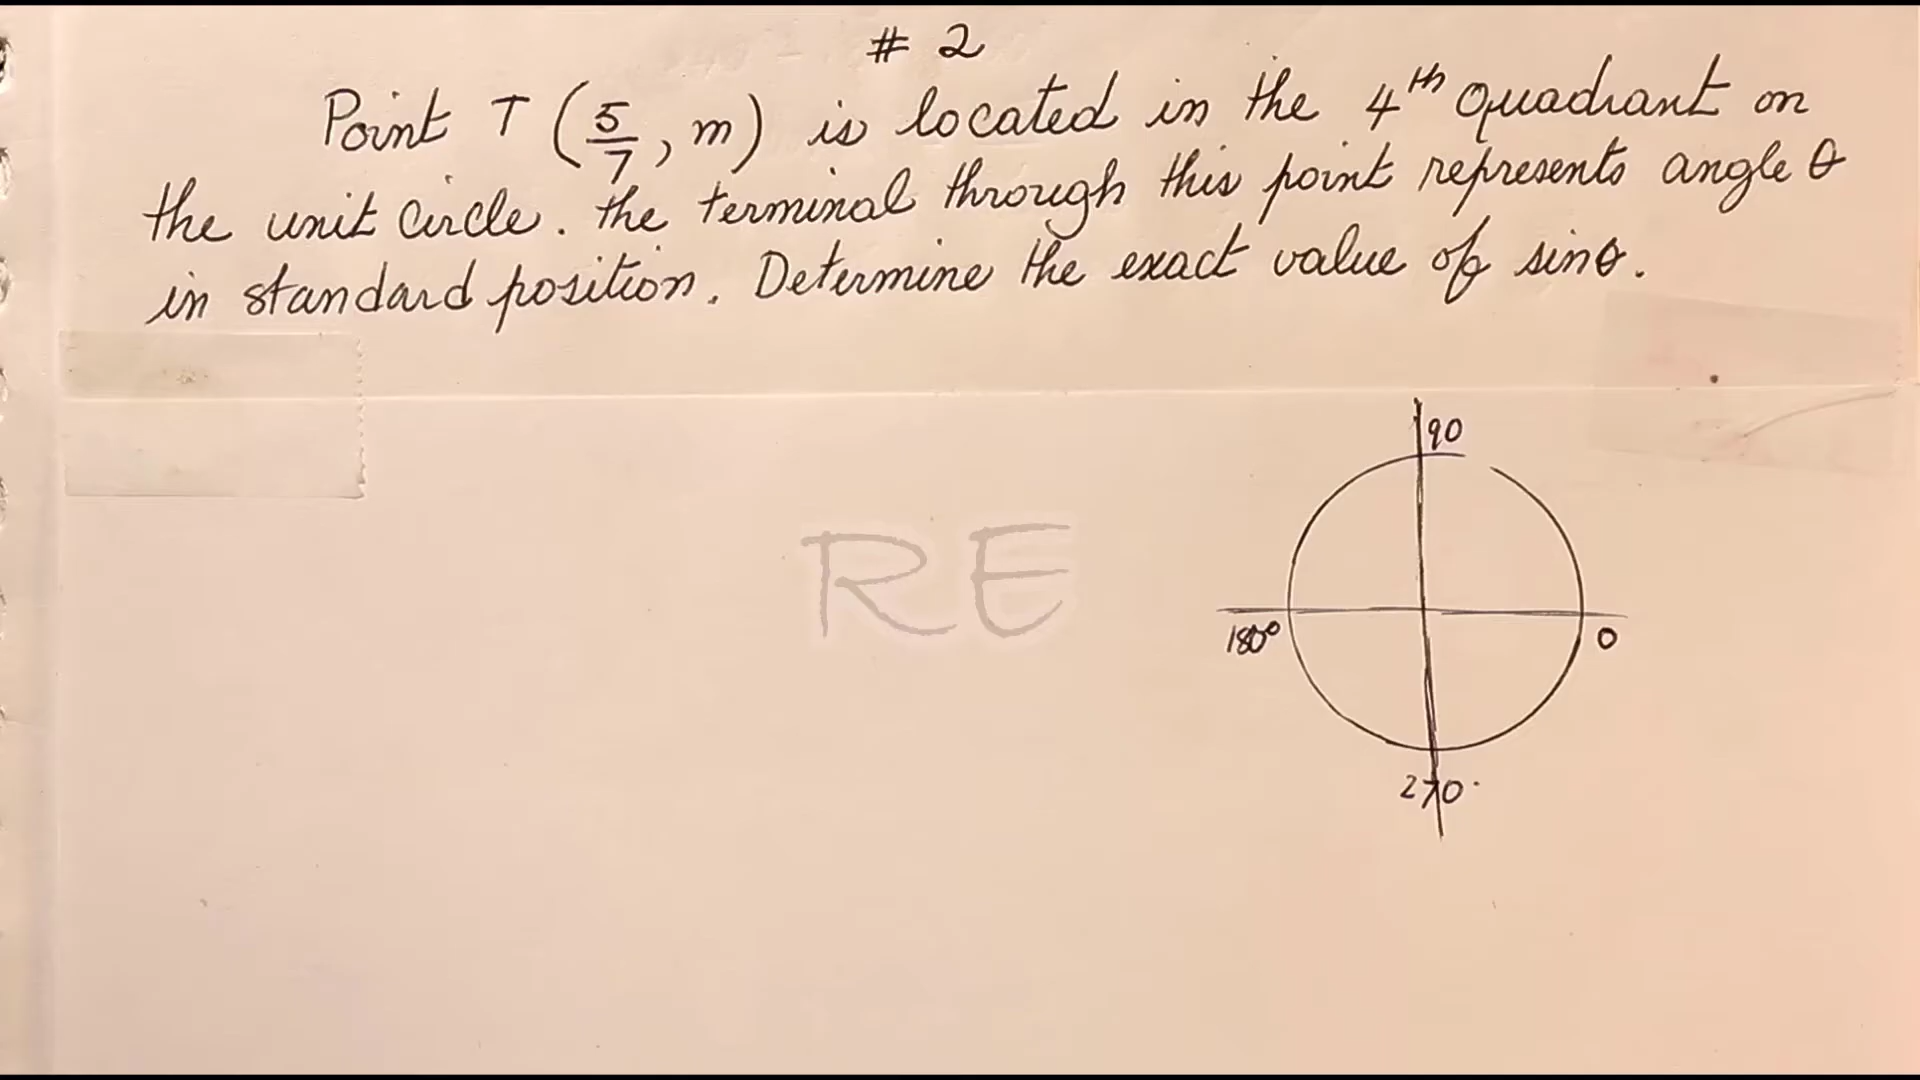 # 2
Point T (5/7, m) is located in the 4th quadrant on
the unit circle. the terminal through this point represents angle θ
in standard position. Determine the exact value of sinθ.
90
RE
180° 0
270